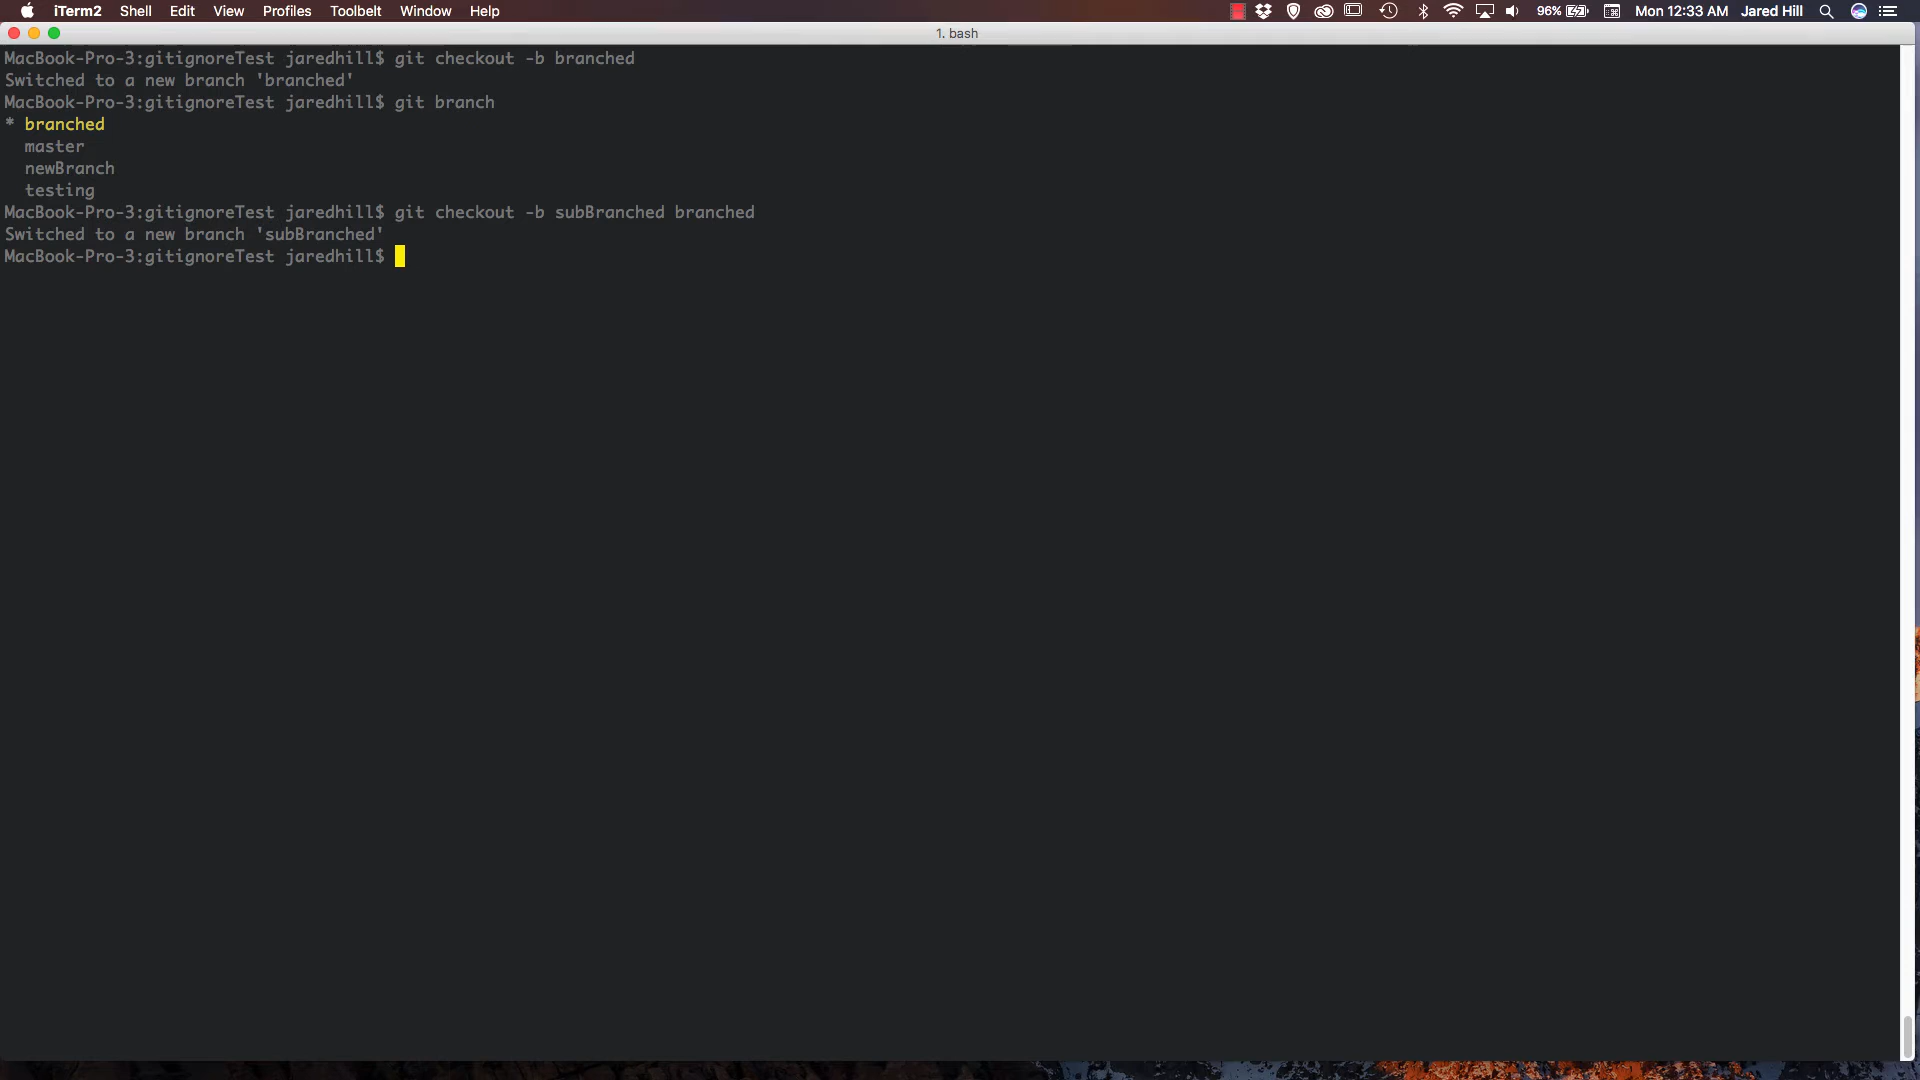 iTerm2 Shell Edit View Profiles Toolbelt Window Help 96% Mon 12:33 AM Jared Hill
1. bash
MacBook-Pro-3:gitignoreTest jaredhill$ git checkout -b branched
Switched to a new branch 'branched'
MacBook-Pro-3:gitignoreTest jaredhill$ git branch
* branched
master
newBranch
testing
MacBook-Pro-3:gitignoreTest jaredhill$ git checkout -b subBranched branched
Switched to a new branch 'subBranched'
MacBook-Pro-3:gitignoreTest jaredhill$